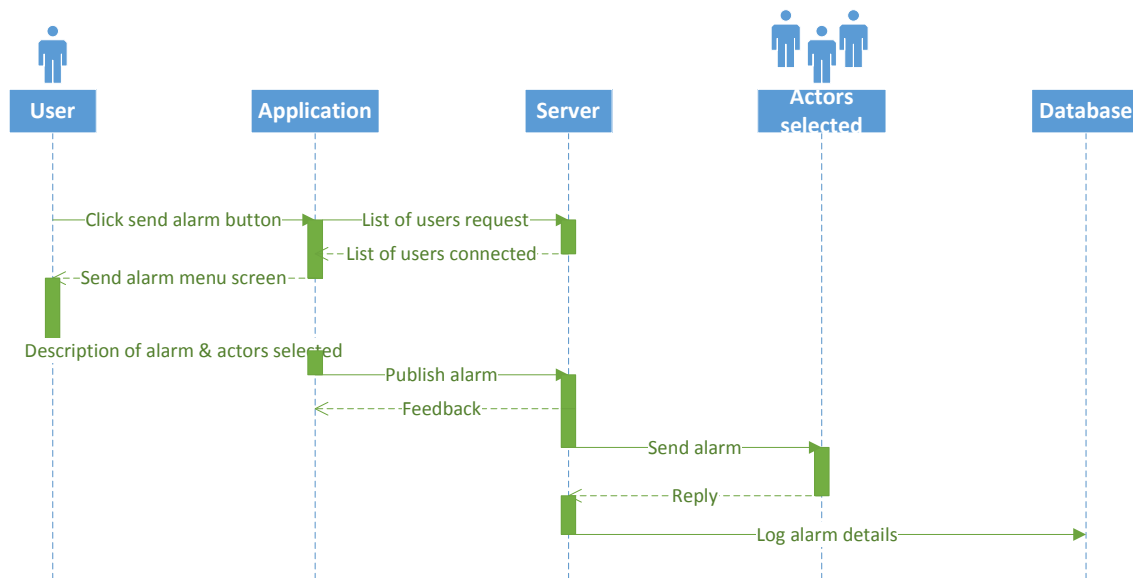 User
Application
Server
Actors
selected
Database
Click send alarm button
List of users request
List of users connected
Send alarm menu screen
Description of alarm & actors selected
Publish alarm
Feedback
Send alarm
Reply
Log alarm details